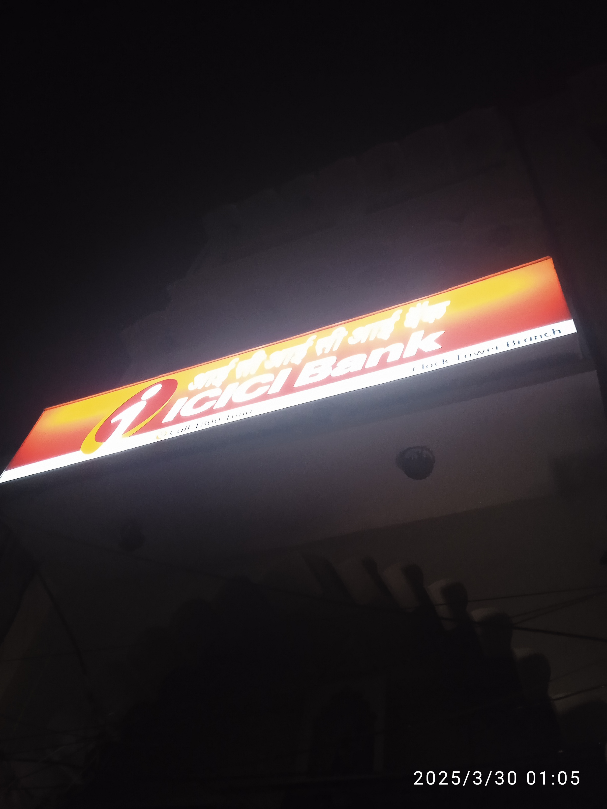 आई सी आई सी आई बैंक
ICICI Bank
Clock Tower Branch
2025/3/30 01:05